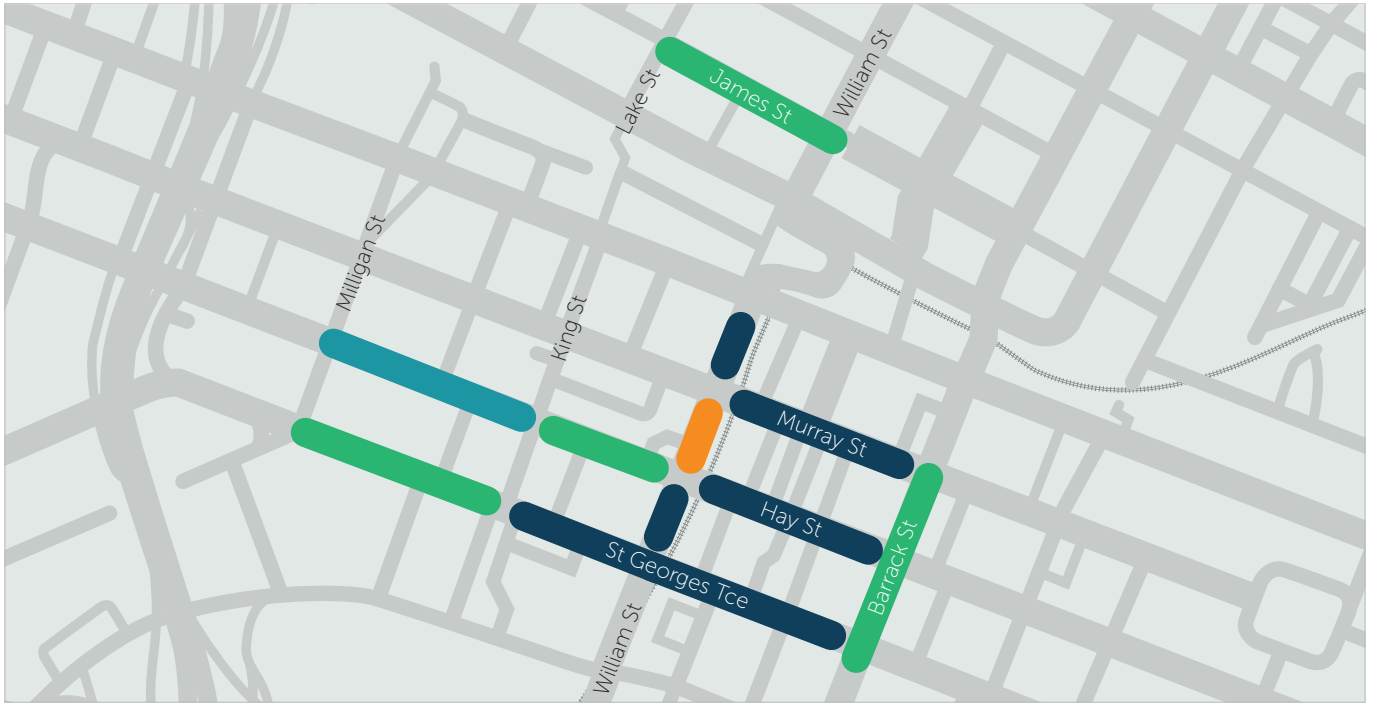 James St
William St
Lake St
Milligan St
King St
Murray St
Hay St
Barrack St
St Georges Tce
William St